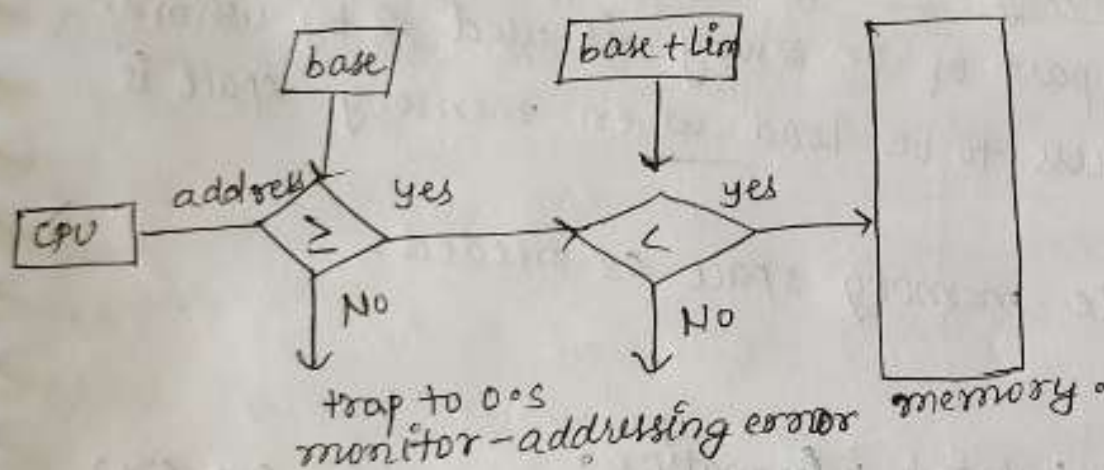 base
base + Lim
address
yes
yes
CPU
≥
<
No
No
trap to O.S
monitor-addressing error
memory.